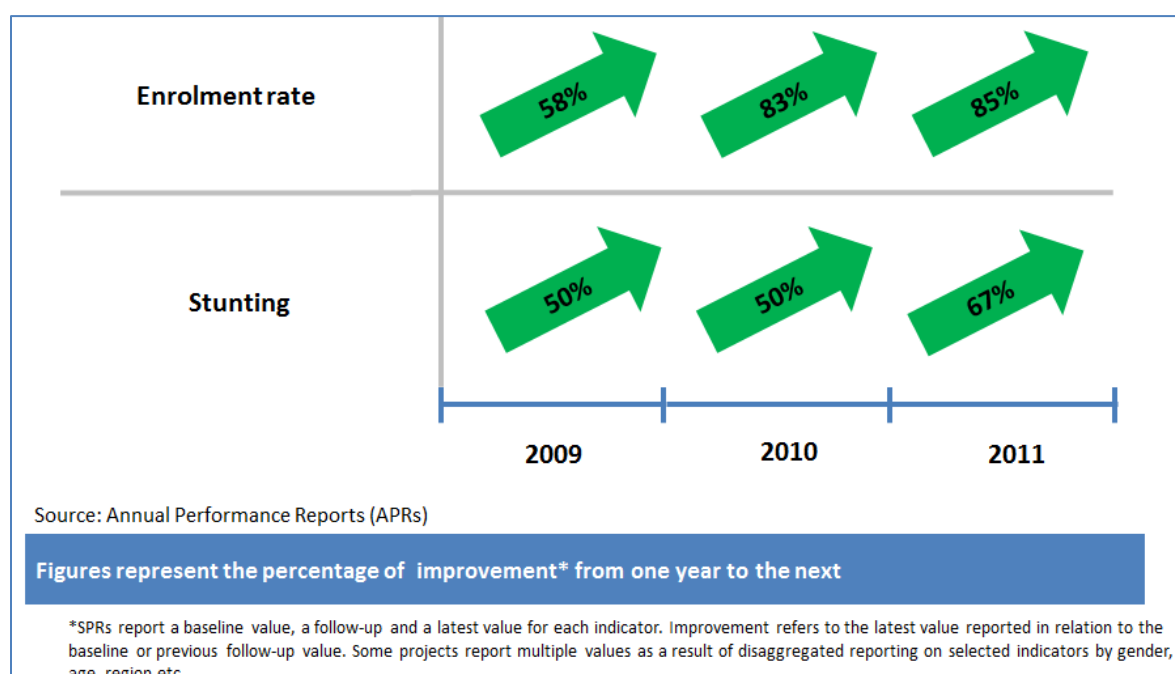 Enrolment rate
58%
83%
85%
Stunting
50%
50%
67%
2009
2010
2011
Source: Annual Performance Reports (APRs)
Figures represent the percentage of improvement* from one year to the next
*SPRs report a baseline value, a follow-up and a latest value for each indicator. Improvement refers to the latest value reported in relation to the
baseline or previous follow-up value. Some projects report multiple values as a result of disaggregated reporting on selected indicators by gender,
age, region etc